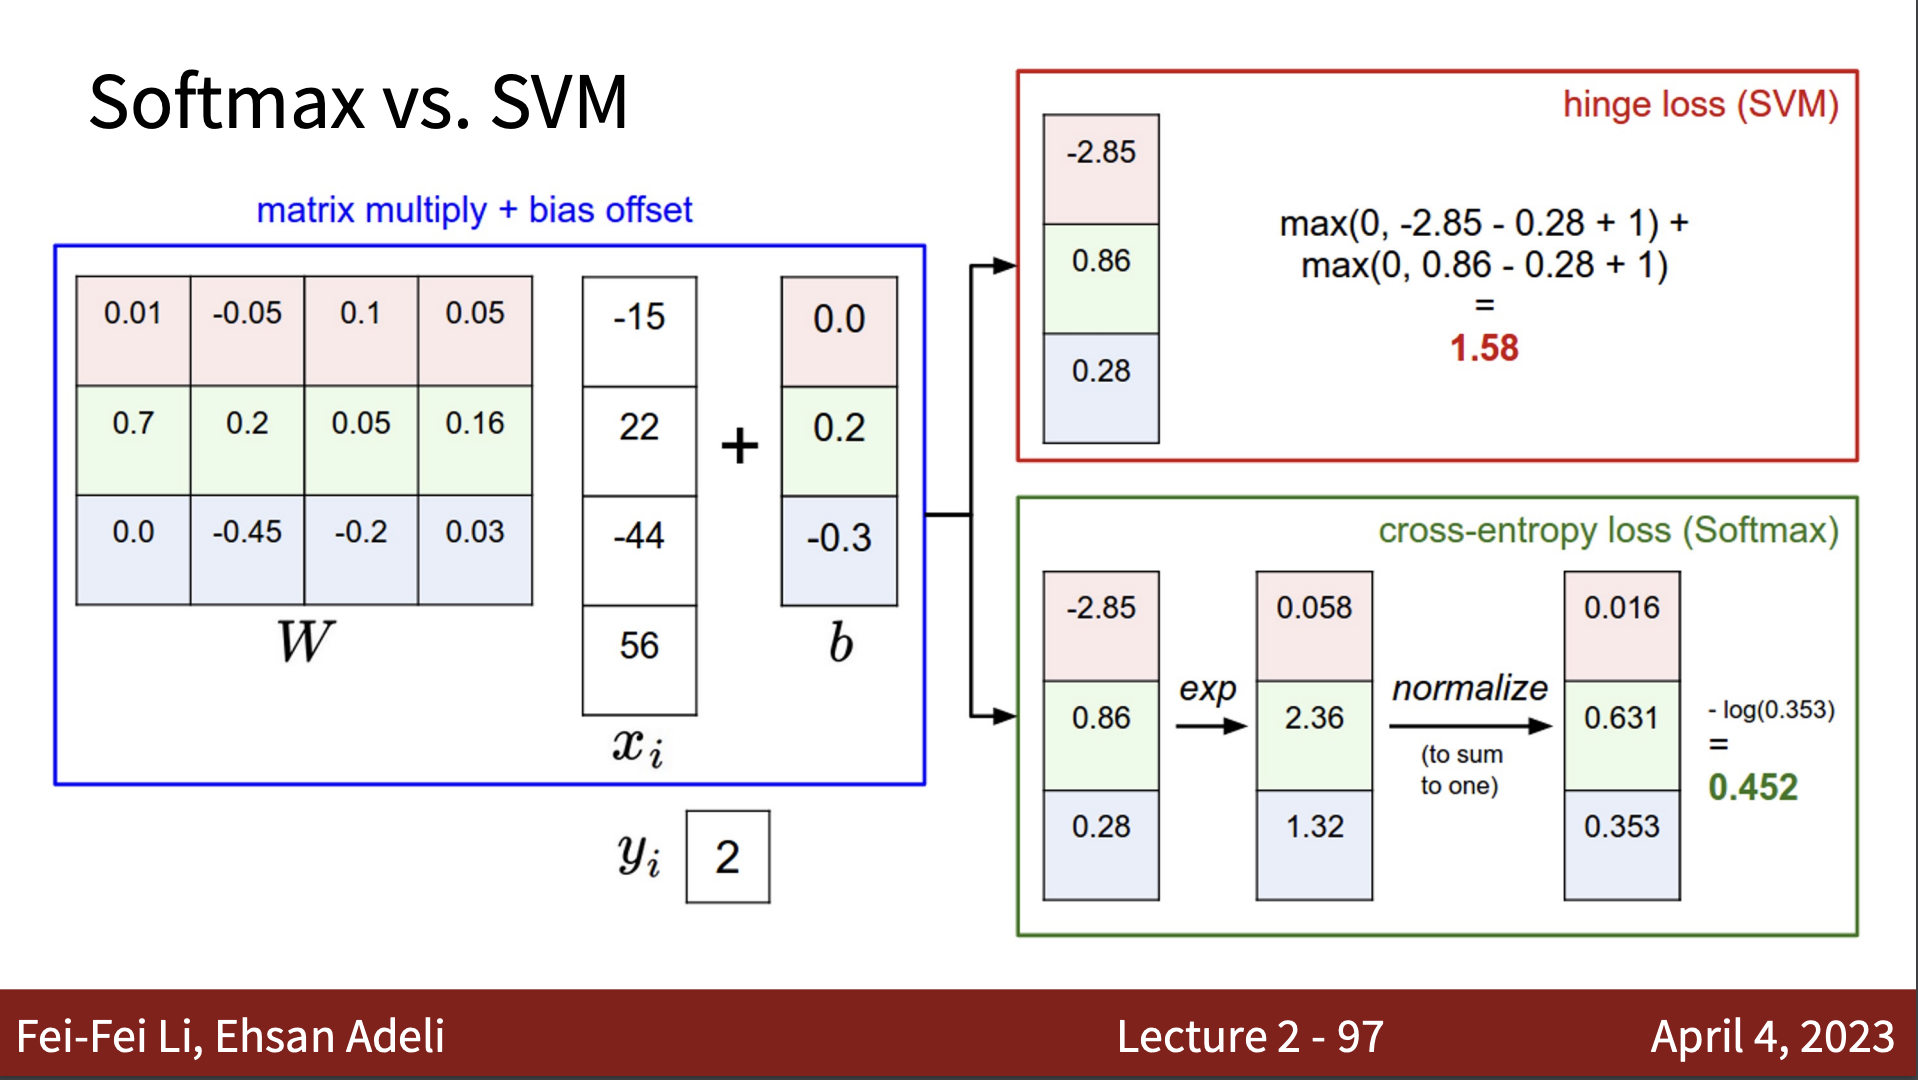 Softmax vs. SVM
matrix multiply + bias offset
0.01 -0.05 0.1 0.05
0.7 0.2 0.05 0.16
0.0 -0.45 -0.2 0.03
W
-15
22
-44
56
xi
+
0.0
0.2
-0.3
b
yi 2
hinge loss (SVM)
-2.85
0.86
0.28
max(0, -2.85 - 0.28 + 1) +
max(0, 0.86 - 0.28 + 1)
=
1.58
cross-entropy loss (Softmax)
-2.85
0.86
0.28
exp
0.058
2.36
1.32
normalize
(to sum
to one)
0.016
0.631
0.353
- log(0.353)
=
0.452
Fei-Fei Li, Ehsan Adeli
Lecture 2 - 97
April 4, 2023